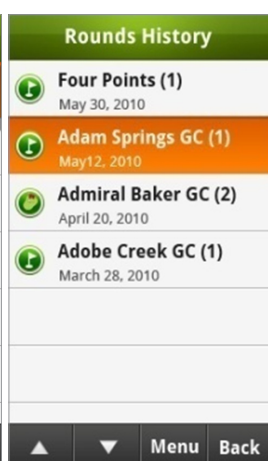 Rounds History
Four Points (1)
May 30, 2010
Adam Springs GC (1)
May12, 2010
Admiral Baker GC (2)
April 20, 2010
Adobe Creek GC (1)
March 28, 2010
Menu Back